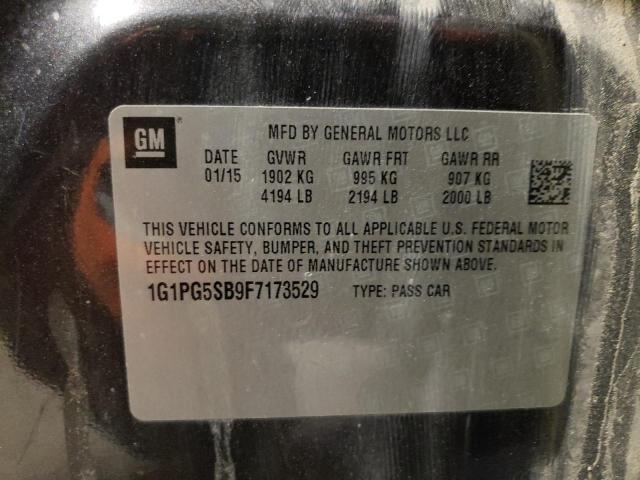 GM
MFD BY GENERAL MOTORS LLC
DATE GVWR GAWR FRT GAWR RR
01/15 1902 KG 995 KG 907 KG
4194 LB 2194 LB 2000 LB
THIS VEHICLE CONFORMS TO ALL APPLICABLE U.S. FEDERAL MOTOR
VEHICLE SAFETY, BUMPER, AND THEFT PREVENTION STANDARDS IN
EFFECT ON THE DATE OF MANUFACTURE SHOWN ABOVE.
1G1PG5SB9F7173529 TYPE: PASS CAR